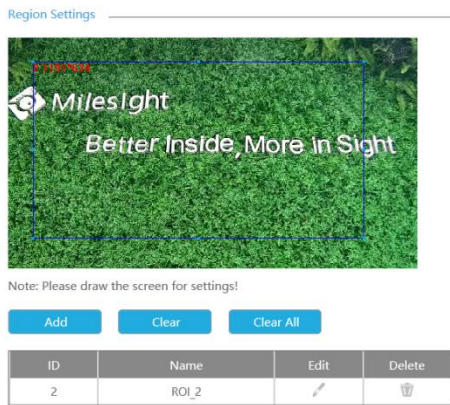 Region Settings
Milesight
Better Inside, More in Sight
Note: Please draw the screen for settings!
Add
Clear
Clear All
ID
Name
Edit
Delete
2
ROI_2